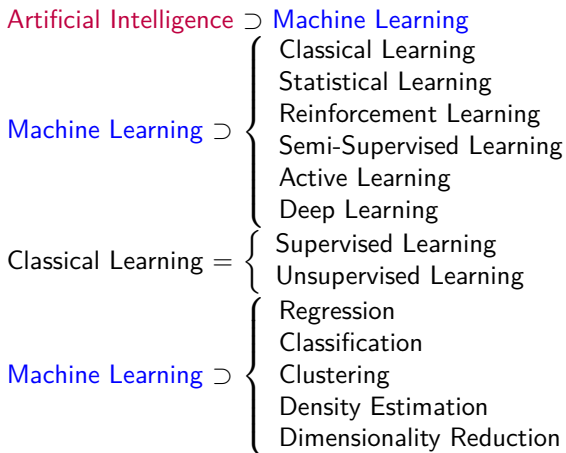 Artificial Intelligence ⊃ Machine Learning
Machine Learning ⊃
Classical Learning
Statistical Learning
Reinforcement Learning
Semi-Supervised Learning
Active Learning
Deep Learning
Classical Learning =
Supervised Learning
Unsupervised Learning
Machine Learning ⊃
Regression
Classification
Clustering
Density Estimation
Dimensionality Reduction